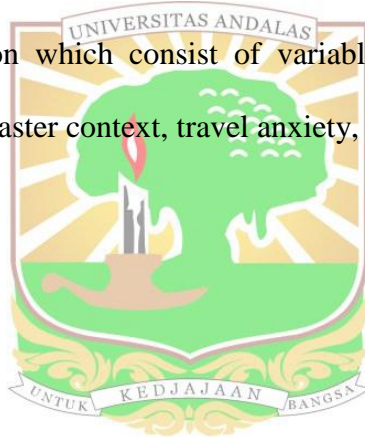 UNIVERSITAS ANDALAS
on which consist of variabl
aster context, travel anxiety,
UNTUK KEDJAJAAN BANGSA